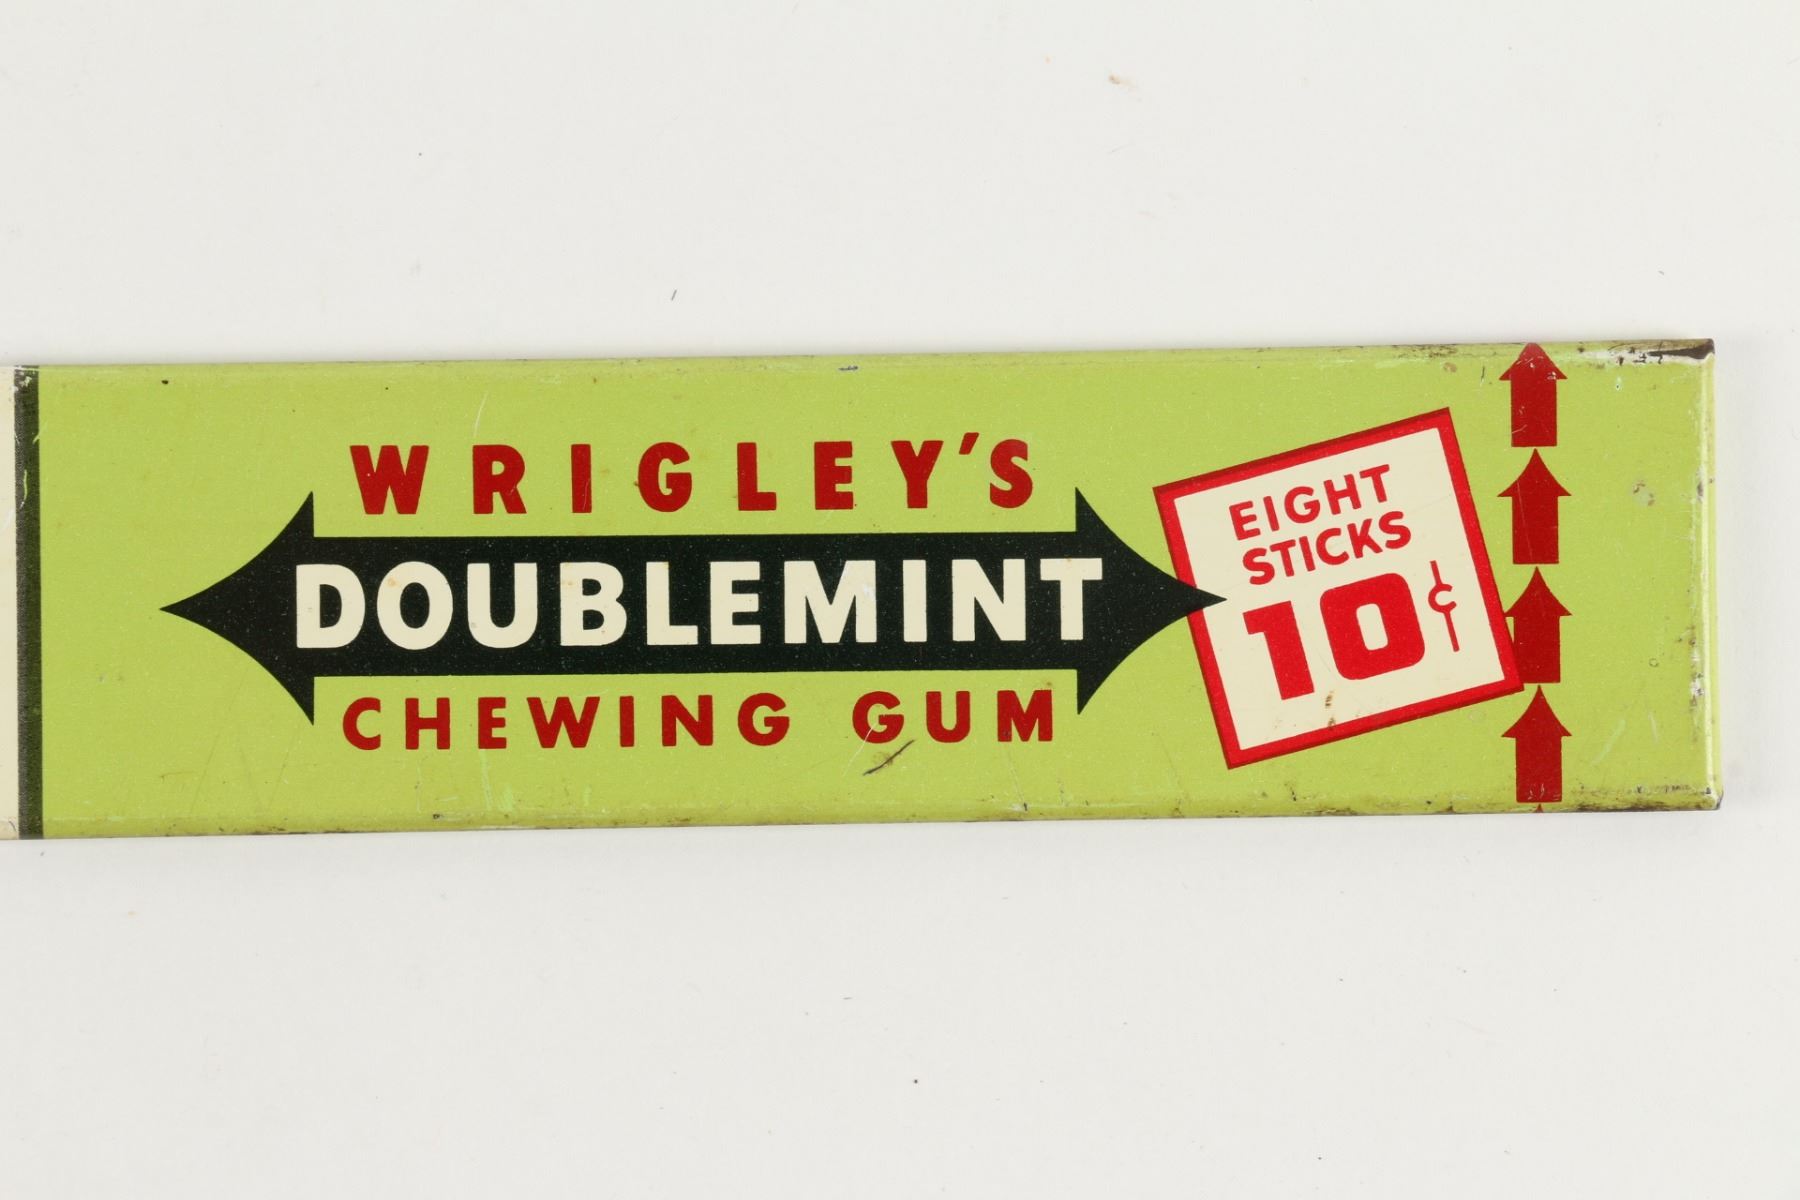 WRIGLEY'S
DOUBLEMINT
CHEWING GUM
EIGHT
STICKS
10¢